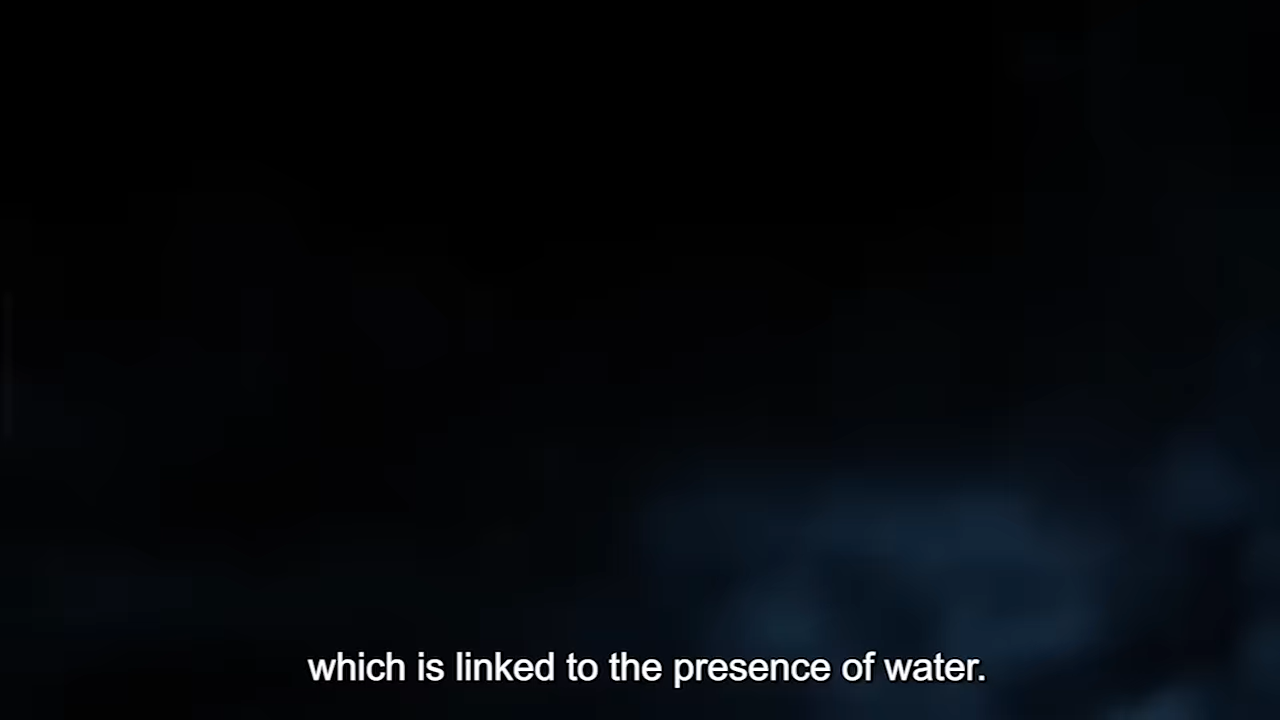 which is linked to the presence of water.